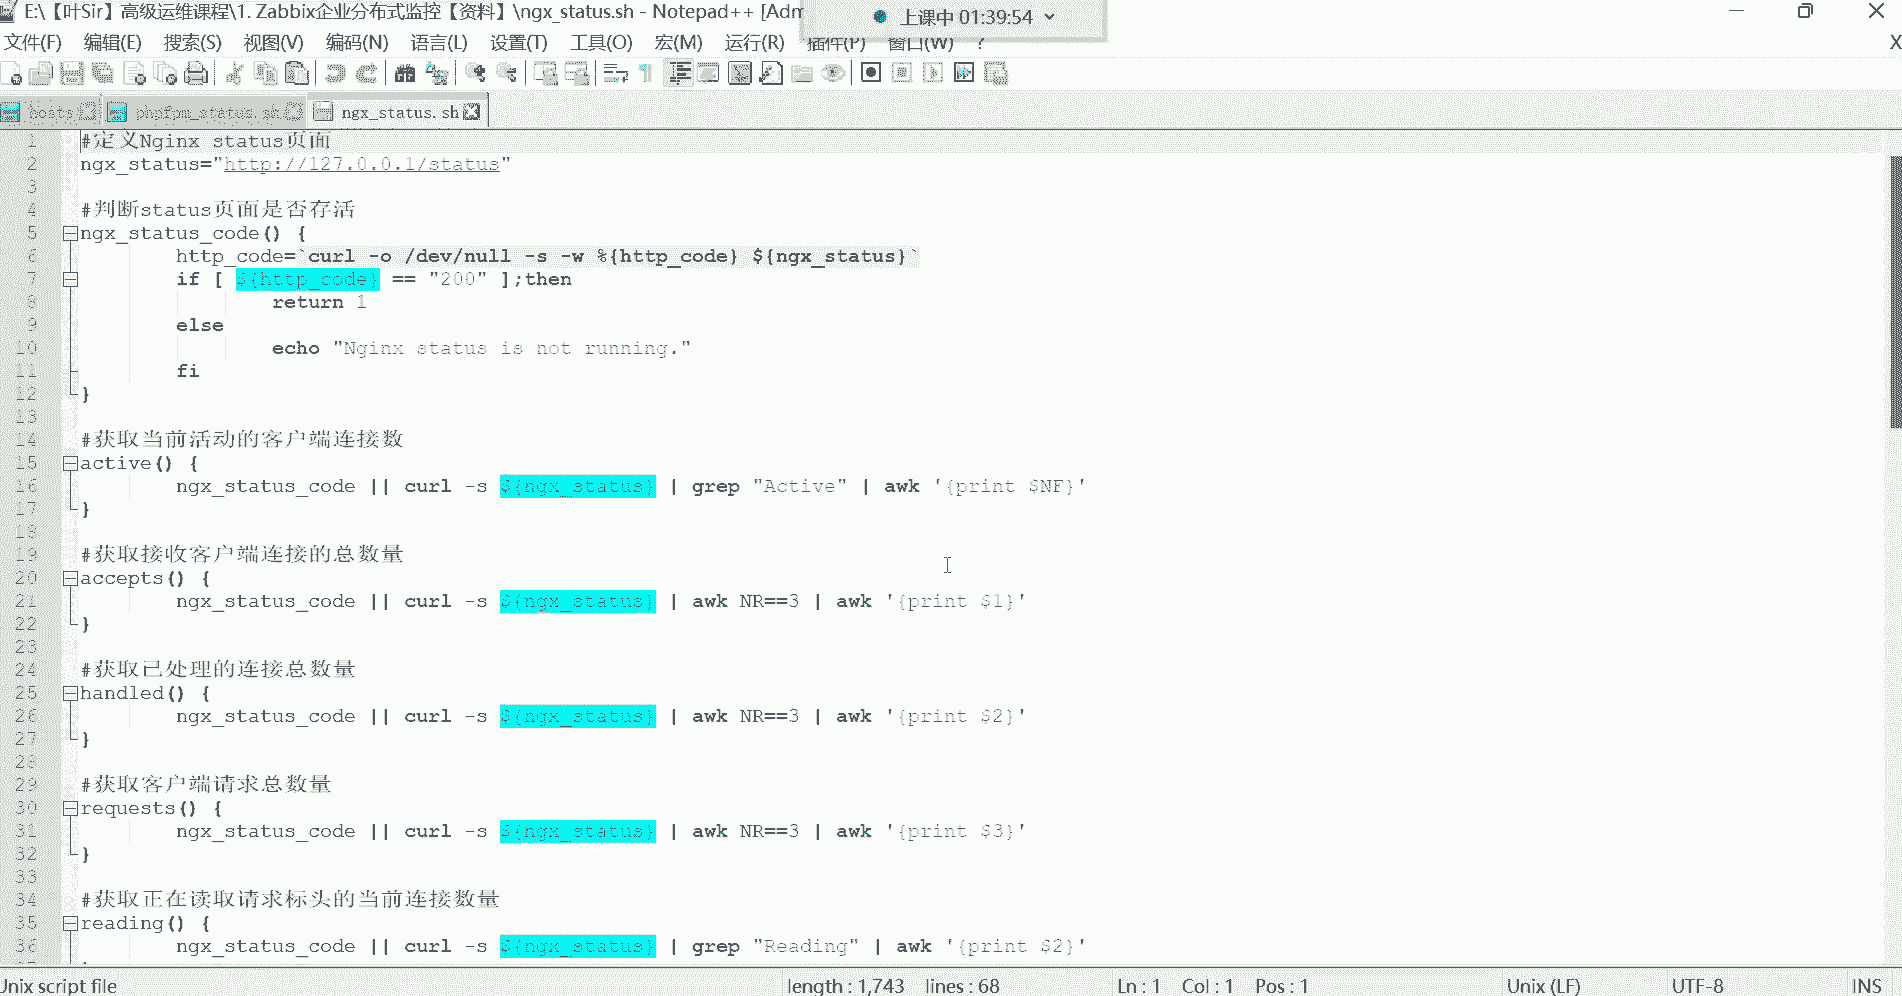 E:\【叶Sir】高级运维课程\1. Zabbix企业分布式监控【资料】\ngx_status.sh - Notepad++ [Adm
上课中 01:39:54
文件(F) 编辑(E) 搜索(S) 视图(V) 编码(N) 语言(L) 设置(T) 工具(O) 宏(M) 运行(R) 插件(P) 窗口(W) ?
X
hosts phpfpm_status.sh ngx_status.sh
1 #定义Nginx status页面
2 ngx_status="http://127.0.0.1/status"
3
4 #判断status页面是否存活
5 ngx_status_code() {
6 http_code=`curl -o /dev/null -s -w %{http_code} ${ngx_status}`
7 if [ ${http_code} == "200" ];then
8 return 1
9 else
10 echo "Nginx status is not running."
11 fi
12 }
13
14 #获取当前活动的客户端连接数
15 active() {
16 ngx_status_code || curl -s ${ngx_status} | grep "Active" | awk '{print $NF}'
17 }
18
19 #获取接收客户端连接的总数量
20 accepts() {
21 ngx_status_code || curl -s ${ngx_status} | awk NR==3 | awk '{print $1}'
22 }
23
24 #获取已处理的连接总数量
25 handled() {
26 ngx_status_code || curl -s ${ngx_status} | awk NR==3 | awk '{print $2}'
27 }
28
29 #获取客户端请求总数量
30 requests() {
31 ngx_status_code || curl -s ${ngx_status} | awk NR==3 | awk '{print $3}'
32 }
33
34 #获取正在读取请求标头的当前连接数量
35 reading() {
36 ngx_status_code || curl -s ${ngx_status} | grep "Reading" | awk '{print $2}'
Unix script file length : 1,743 lines : 68 Ln : 1 Col : 1 Pos : 1 Unix (LF) UTF-8 INS